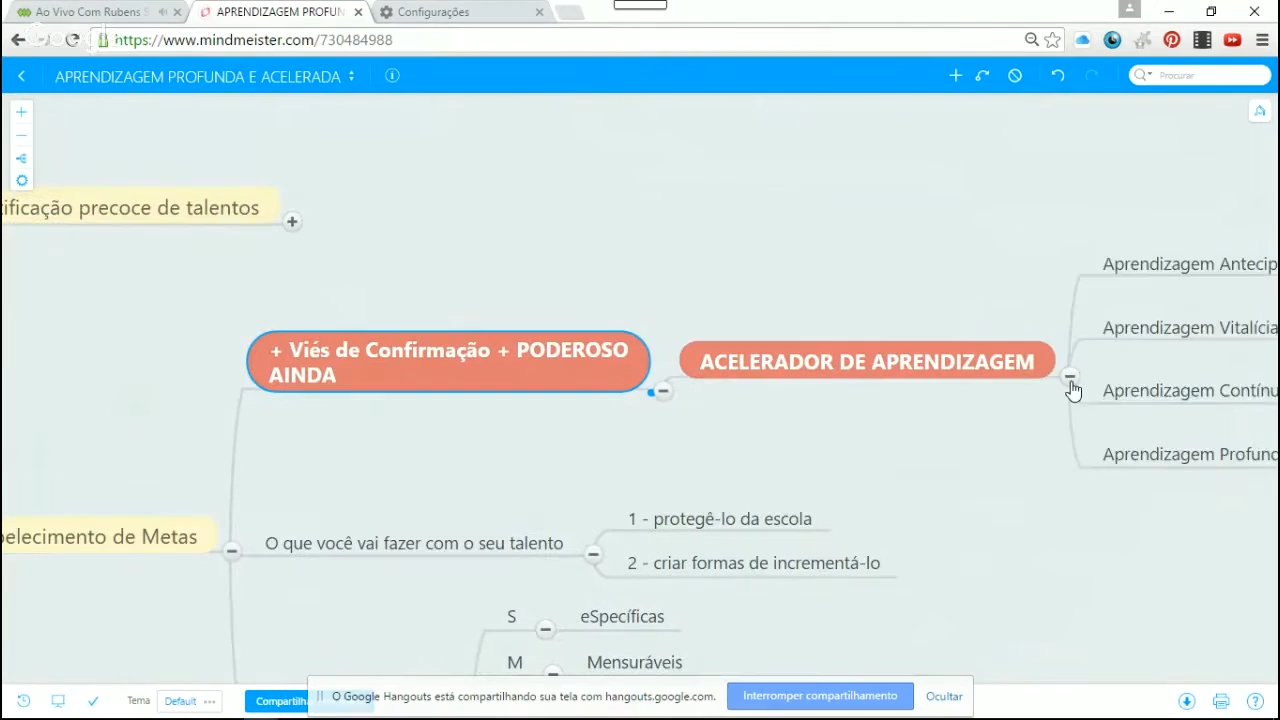 Ao Vivo Com Rubens S
APRENDIZAGEM PROFUN
Configurações
https://www.mindmeister.com/730484988
APRENDIZAGEM PROFUNDA E ACELERADA
Procurar
tificação precoce de talentos
Aprendizagem Antecip
Aprendizagem Vitalícia
+ Viés de Confirmação + PODEROSO
AINDA
ACELERADOR DE APRENDIZAGEM
Aprendizagem Contínu
Aprendizagem Profund
belecimento de Metas
O que você vai fazer com o seu talento
1 - protegê-lo da escola
2 - criar formas de incrementá-lo
S
eSpecíficas
M
Mensuráveis
Tema
Default
Compartilh
O Google Hangouts está compartilhando sua tela com hangouts.google.com.
Interromper compartilhamento
Ocultar